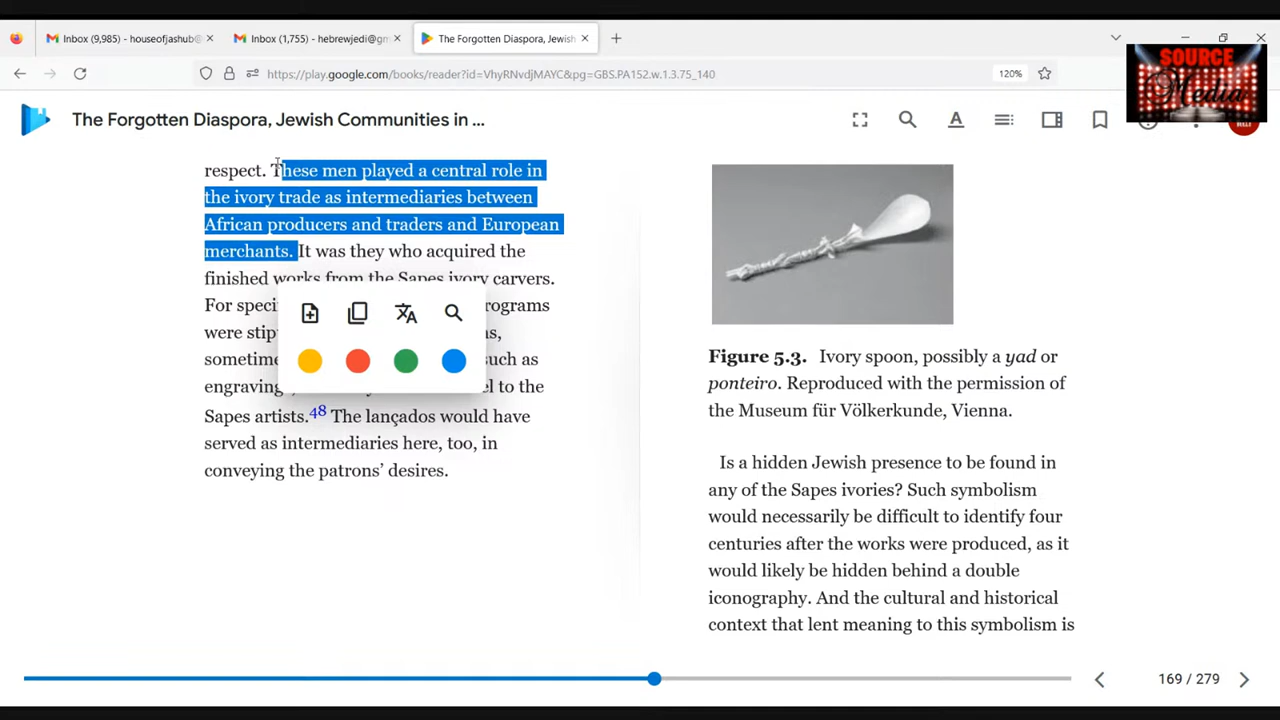 Inbox (9,985) - houseofjashub@
Inbox (1,755) - hebrewjedi@gm
The Forgotten Diaspora, Jewish
https://play.google.com/books/reader?id=VhyRNvdjMAYC&pg=GBS.PA152.w.1.3.75_140
120%
SOURCE
Media
The Forgotten Diaspora, Jewish Communities in ...
respect. These men played a central role in
the ivory trade as intermediaries between
African producers and traders and European
merchants. It was they who acquired the
finished works from the Sapes ivory carvers.
For speci
rograms
were stip
ns,
sometime
such as
engraving
el to the
Sapes artists.48 The lançados would have
served as intermediaries here, too, in
conveying the patrons’ desires.
Figure 5.3. Ivory spoon, possibly a yad or
ponteiro. Reproduced with the permission of
the Museum für Völkerkunde, Vienna.
Is a hidden Jewish presence to be found in
any of the Sapes ivories? Such symbolism
would necessarily be difficult to identify four
centuries after the works were produced, as it
would likely be hidden behind a double
iconography. And the cultural and historical
context that lent meaning to this symbolism is
169 / 279